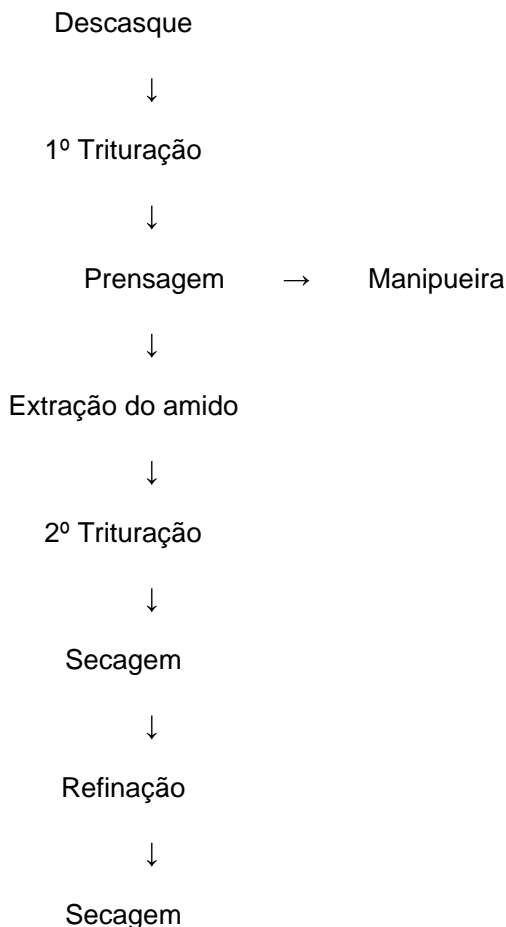 Descasque
↓
1º Trituração
↓
Prensagem → Manipueira
↓
Extração do amido
↓
2º Trituração
↓
Secagem
↓
Refinação
↓
Secagem